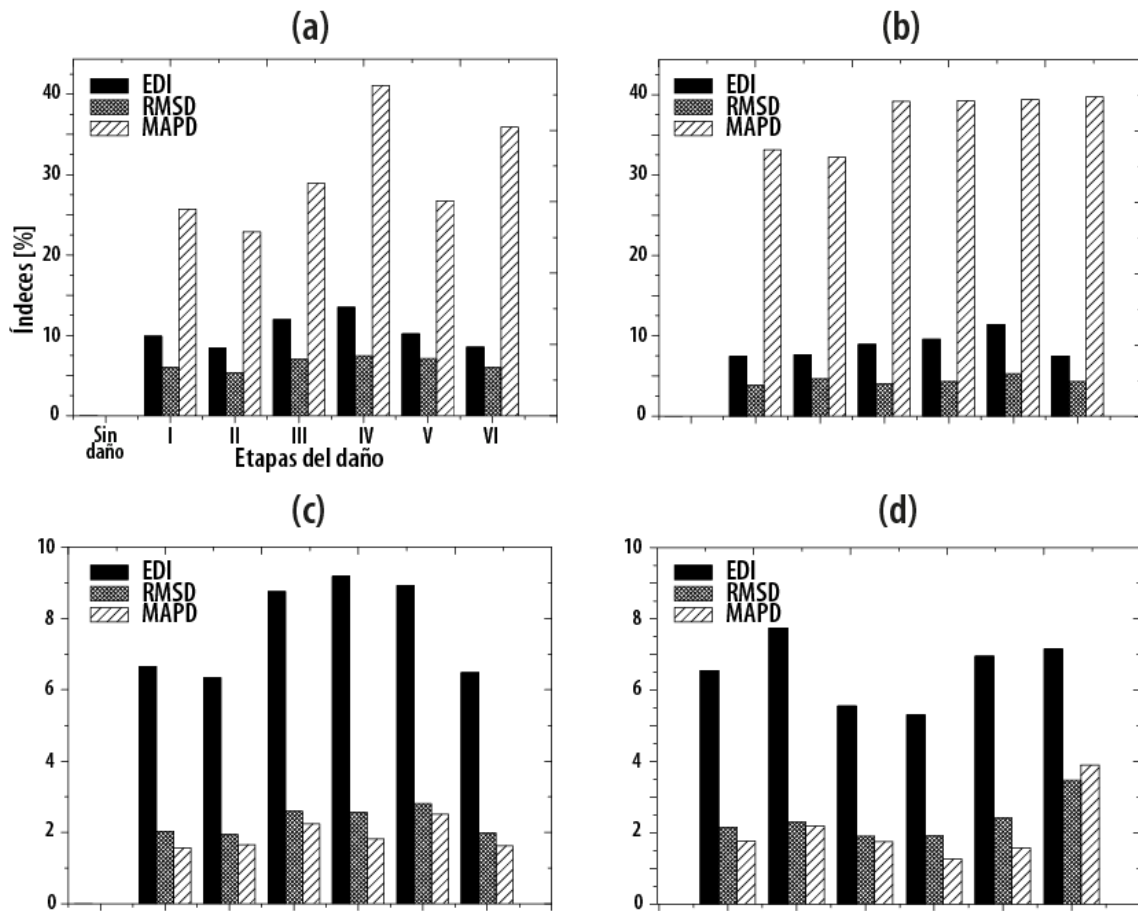 (a)
EDI
RMSD
MAPD
40
30
20
10
0
Índeces [%]
Sin daño
I
II
III
IV
V
VI
Etapas del daño
(b)
EDI
RMSD
MAPD
40
30
20
10
0
(c)
EDI
RMSD
MAPD
10
8
6
4
2
0
(d)
EDI
RMSD
MAPD
10
8
6
4
2
0